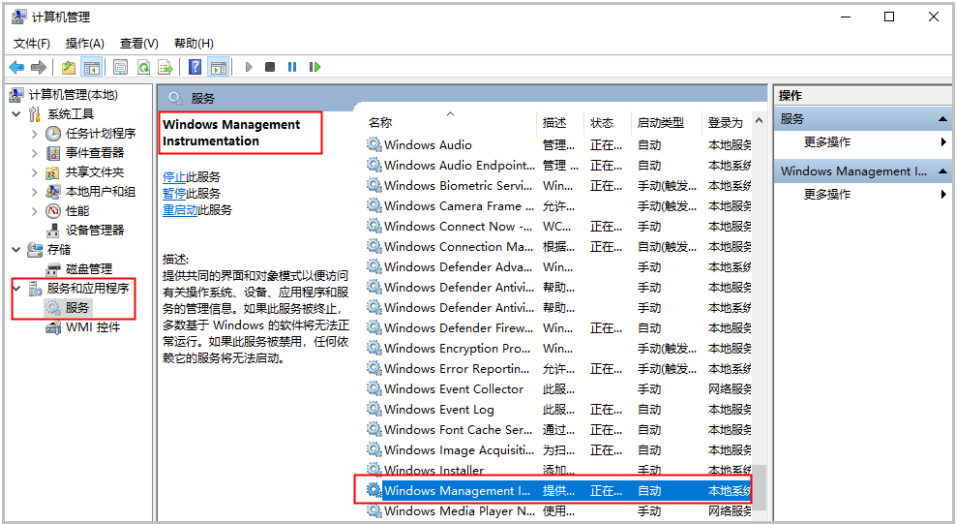 计算机管理
文件(F) 操作(A) 查看(V) 帮助(H)
计算机管理(本地)
系统工具
任务计划程序
事件查看器
共享文件夹
本地用户和组
性能
设备管理器
存储
磁盘管理
服务和应用程序
服务
WMI 控件
服务
Windows Management
Instrumentation
停止此服务
暂停此服务
重启动此服务
描述:
提供共同的界面和对象模式以便访问
有关操作系统、设备、应用程序和服
务的管理信息。如果此服务被终止，
多数基于 Windows 的软件将无法正
常运行。如果此服务被禁用，任何依
赖它的服务将无法启动。
名称 描述 状态 启动类型 登录为
Windows Audio 管理... 正在... 自动 本地服务
Windows Audio Endpoint... 管理 ... 正在... 自动 本地系统
Windows Biometric Servi... Win... 正在... 手动(触发... 本地系统
Windows Camera Frame ... 允许... 手动(触发... 本地服务
Windows Connect Now -... WC... 正在... 手动 本地服务
Windows Connection Ma... 根据... 正在... 自动(触发... 本地服务
Windows Defender Adva... Win... 手动 本地系统
Windows Defender Antivi... 帮助... 手动 本地服务
Windows Defender Antivi... 帮助... 手动 本地系统
Windows Defender Firew... Win... 正在... 自动 本地服务
Windows Encryption Pro... Win... 手动(触发... 本地服务
Windows Error Reportin... 允许... 正在... 手动(触发... 本地系统
Windows Event Collector 此服... 手动 网络服务
Windows Event Log 此服... 正在... 自动 本地服务
Windows Font Cache Ser... 通过... 正在... 自动 本地服务
Windows Image Acquisiti... 为扫... 正在... 自动 本地服务
Windows Installer 添加... 手动 本地系统
Windows Management I... 提供... 正在... 自动 本地系统
Windows Media Player N... 使用... 手动 网络服务
操作
服务
更多操作
Windows Management I...
更多操作